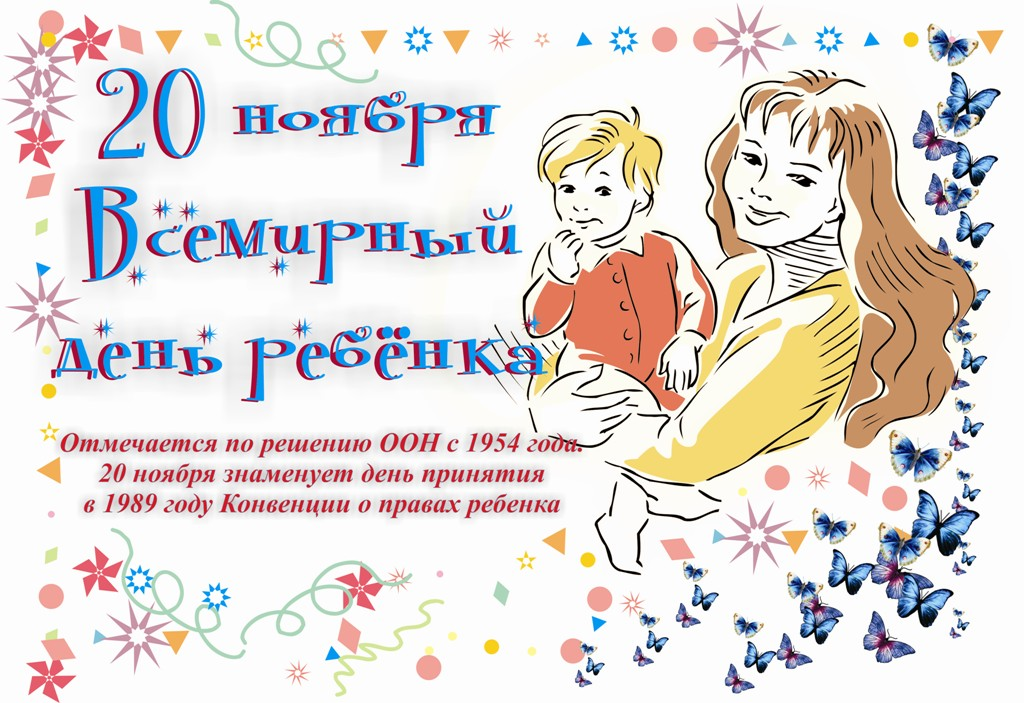 20 ноября
Всемирный
день ребёнка
Отмечается по решению ООН с 1954 года.
20 ноября знаменует день принятия
в 1989 году Конвенции о правах ребенка